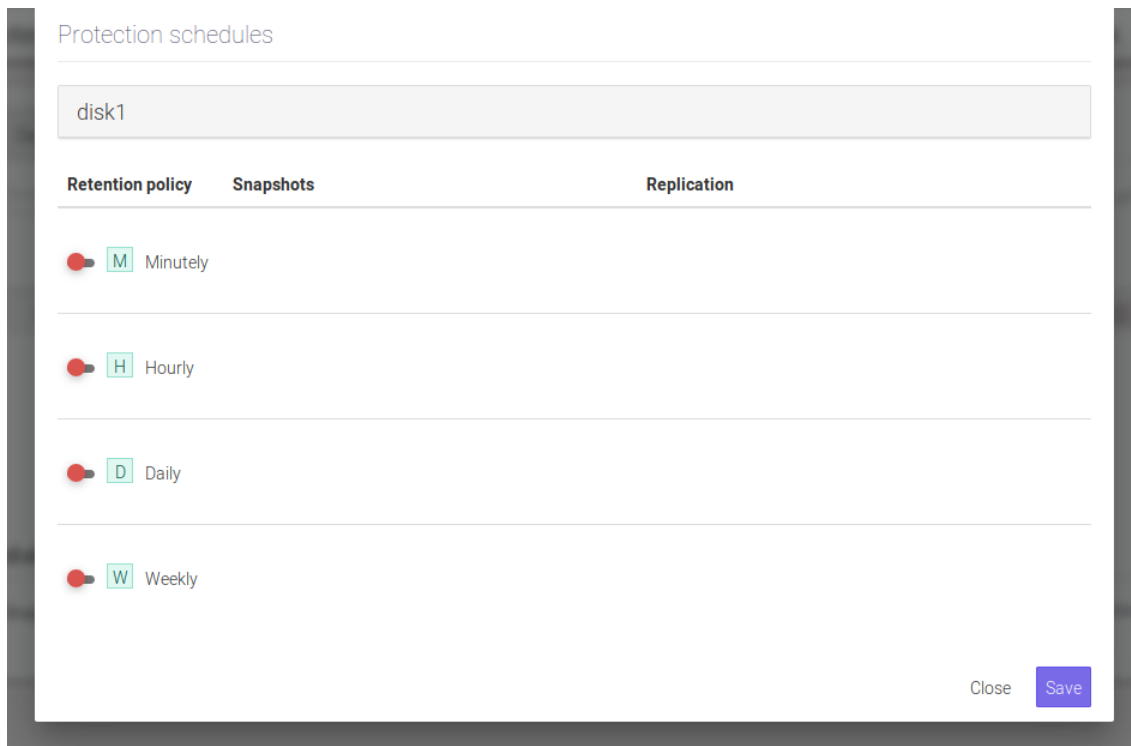 Protection schedules
disk1
Retention policy Snapshots Replication
M Minutely
H Hourly
D Daily
W Weekly
Close Save